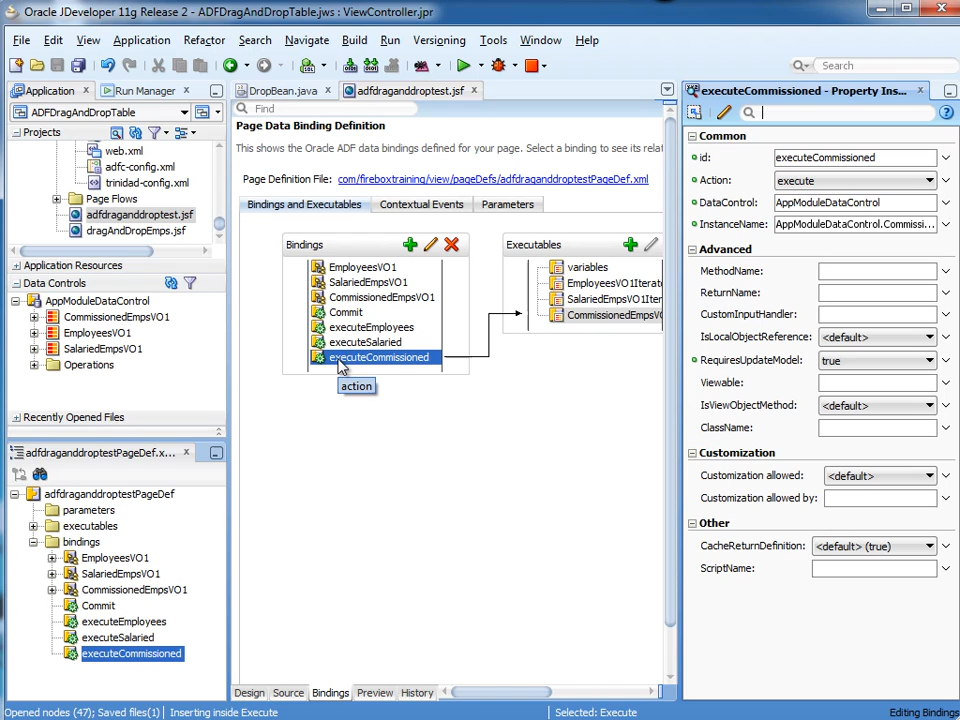 Oracle JDeveloper 11g Release 2 - ADFDragAndDropTable.jws : ViewController.jpr
File Edit View Application Refactor Search Navigate Build Run Versioning Tools Window Help
Search
Application
Run Manager
ADFDragAndDropTable
Projects
web.xml
adfc-config.xml
trinidad-config.xml
Page Flows
adfdraganddroptest.jsf
dragAndDropEmps.jsf
Application Resources
Data Controls
AppModuleDataControl
CommissionedEmpsVO1
EmployeesVO1
SalariedEmpsVO1
Operations
Recently Opened Files
adfdraganddroptestPageDef.x...
adfdraganddroptestPageDef
parameters
executables
bindings
EmployeesVO1
SalariedEmpsVO1
CommissionedEmpsVO1
Commit
executeEmployees
executeSalaried
executeCommissioned
DropBean.java
adfdraganddroptest.jsf
Find
Page Data Binding Definition
This shows the Oracle ADF data bindings defined for your page. Select a binding to see its relat
Page Definition File: com/fireboxtraining/view/pageDefs/adfdraganddroptestPageDef.xml
Bindings and Executables Contextual Events Parameters
Bindings
EmployeesVO1
SalariedEmpsVO1
CommissionedEmpsVO1
Commit
executeEmployees
executeSalaried
executeCommissioned
action
Executables
variables
EmployeesVO1Iterat
SalariedEmpsVO1Iter
CommissionedEmpsVO
Design Source Bindings Preview History
executeCommissioned - Property Ins...
Common
id: executeCommissioned
Action: execute
DataControl: AppModuleDataControl
InstanceName: AppModuleDataControl.Commissi...
Advanced
MethodName:
ReturnName:
CustomInputHandler:
IsLocalObjectReference: <default>
RequiresUpdateModel: true
Viewable:
IsViewObjectMethod: <default>
ClassName:
Customization
Customization allowed: <default>
Customization allowed by:
Other
CacheReturnDefinition: <default> (true)
ScriptName:
Opened nodes (47); Saved files(1) Inserting inside Execute Selected: Execute Editing Bindings